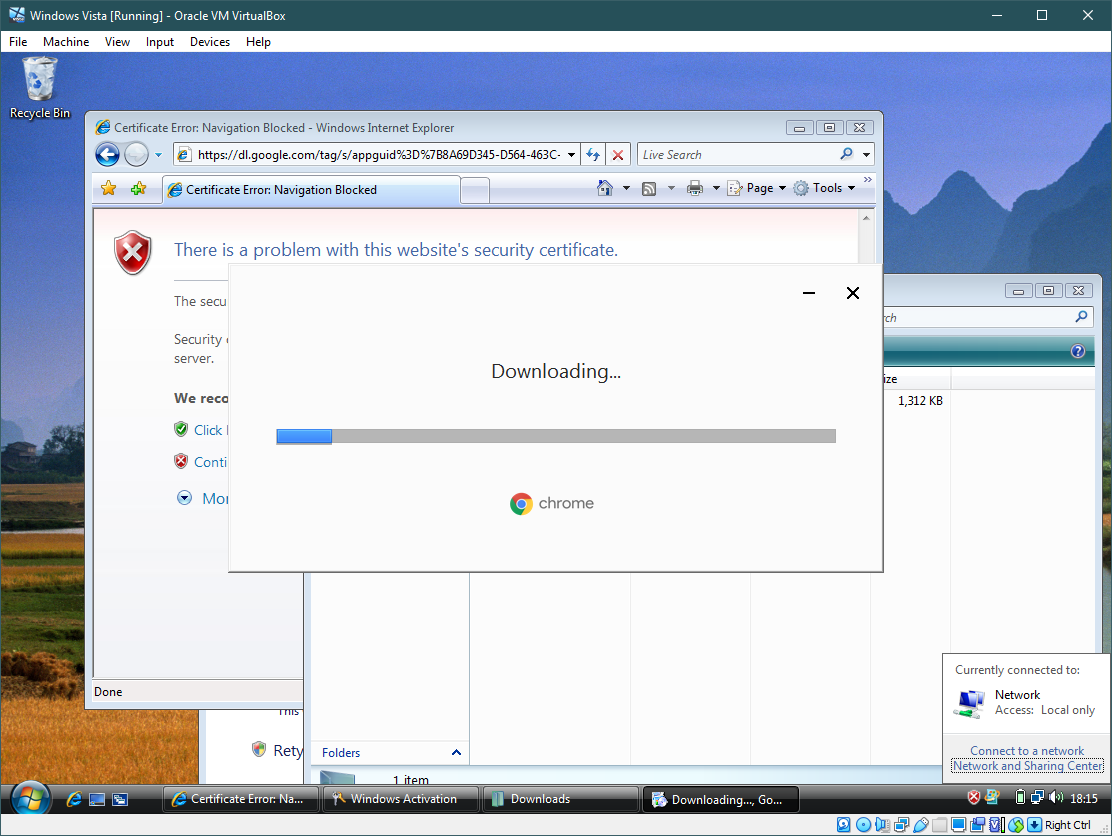 Windows Vista [Running] - Oracle VM VirtualBox
File Machine View Input Devices Help
Recycle Bin
Certificate Error: Navigation Blocked - Windows Internet Explorer
https://dl.google.com/tag/s/appguid%3D%7B8A69D345-D564-463C-
Live Search
Certificate Error: Navigation Blocked
Page
Tools
There is a problem with this website's security certificate.
The secu
Security
server.
We reco
Click
Conti
Mor
Done
Downloading...
chrome
rch
ize
1,312 KB
This
Rety
Folders
1 item
Currently connected to:
Network
Access: Local only
Connect to a network
Network and Sharing Center
Certificate Error: Na...
Windows Activation
Downloads
Downloading..., Go...
18:15
Right Ctrl